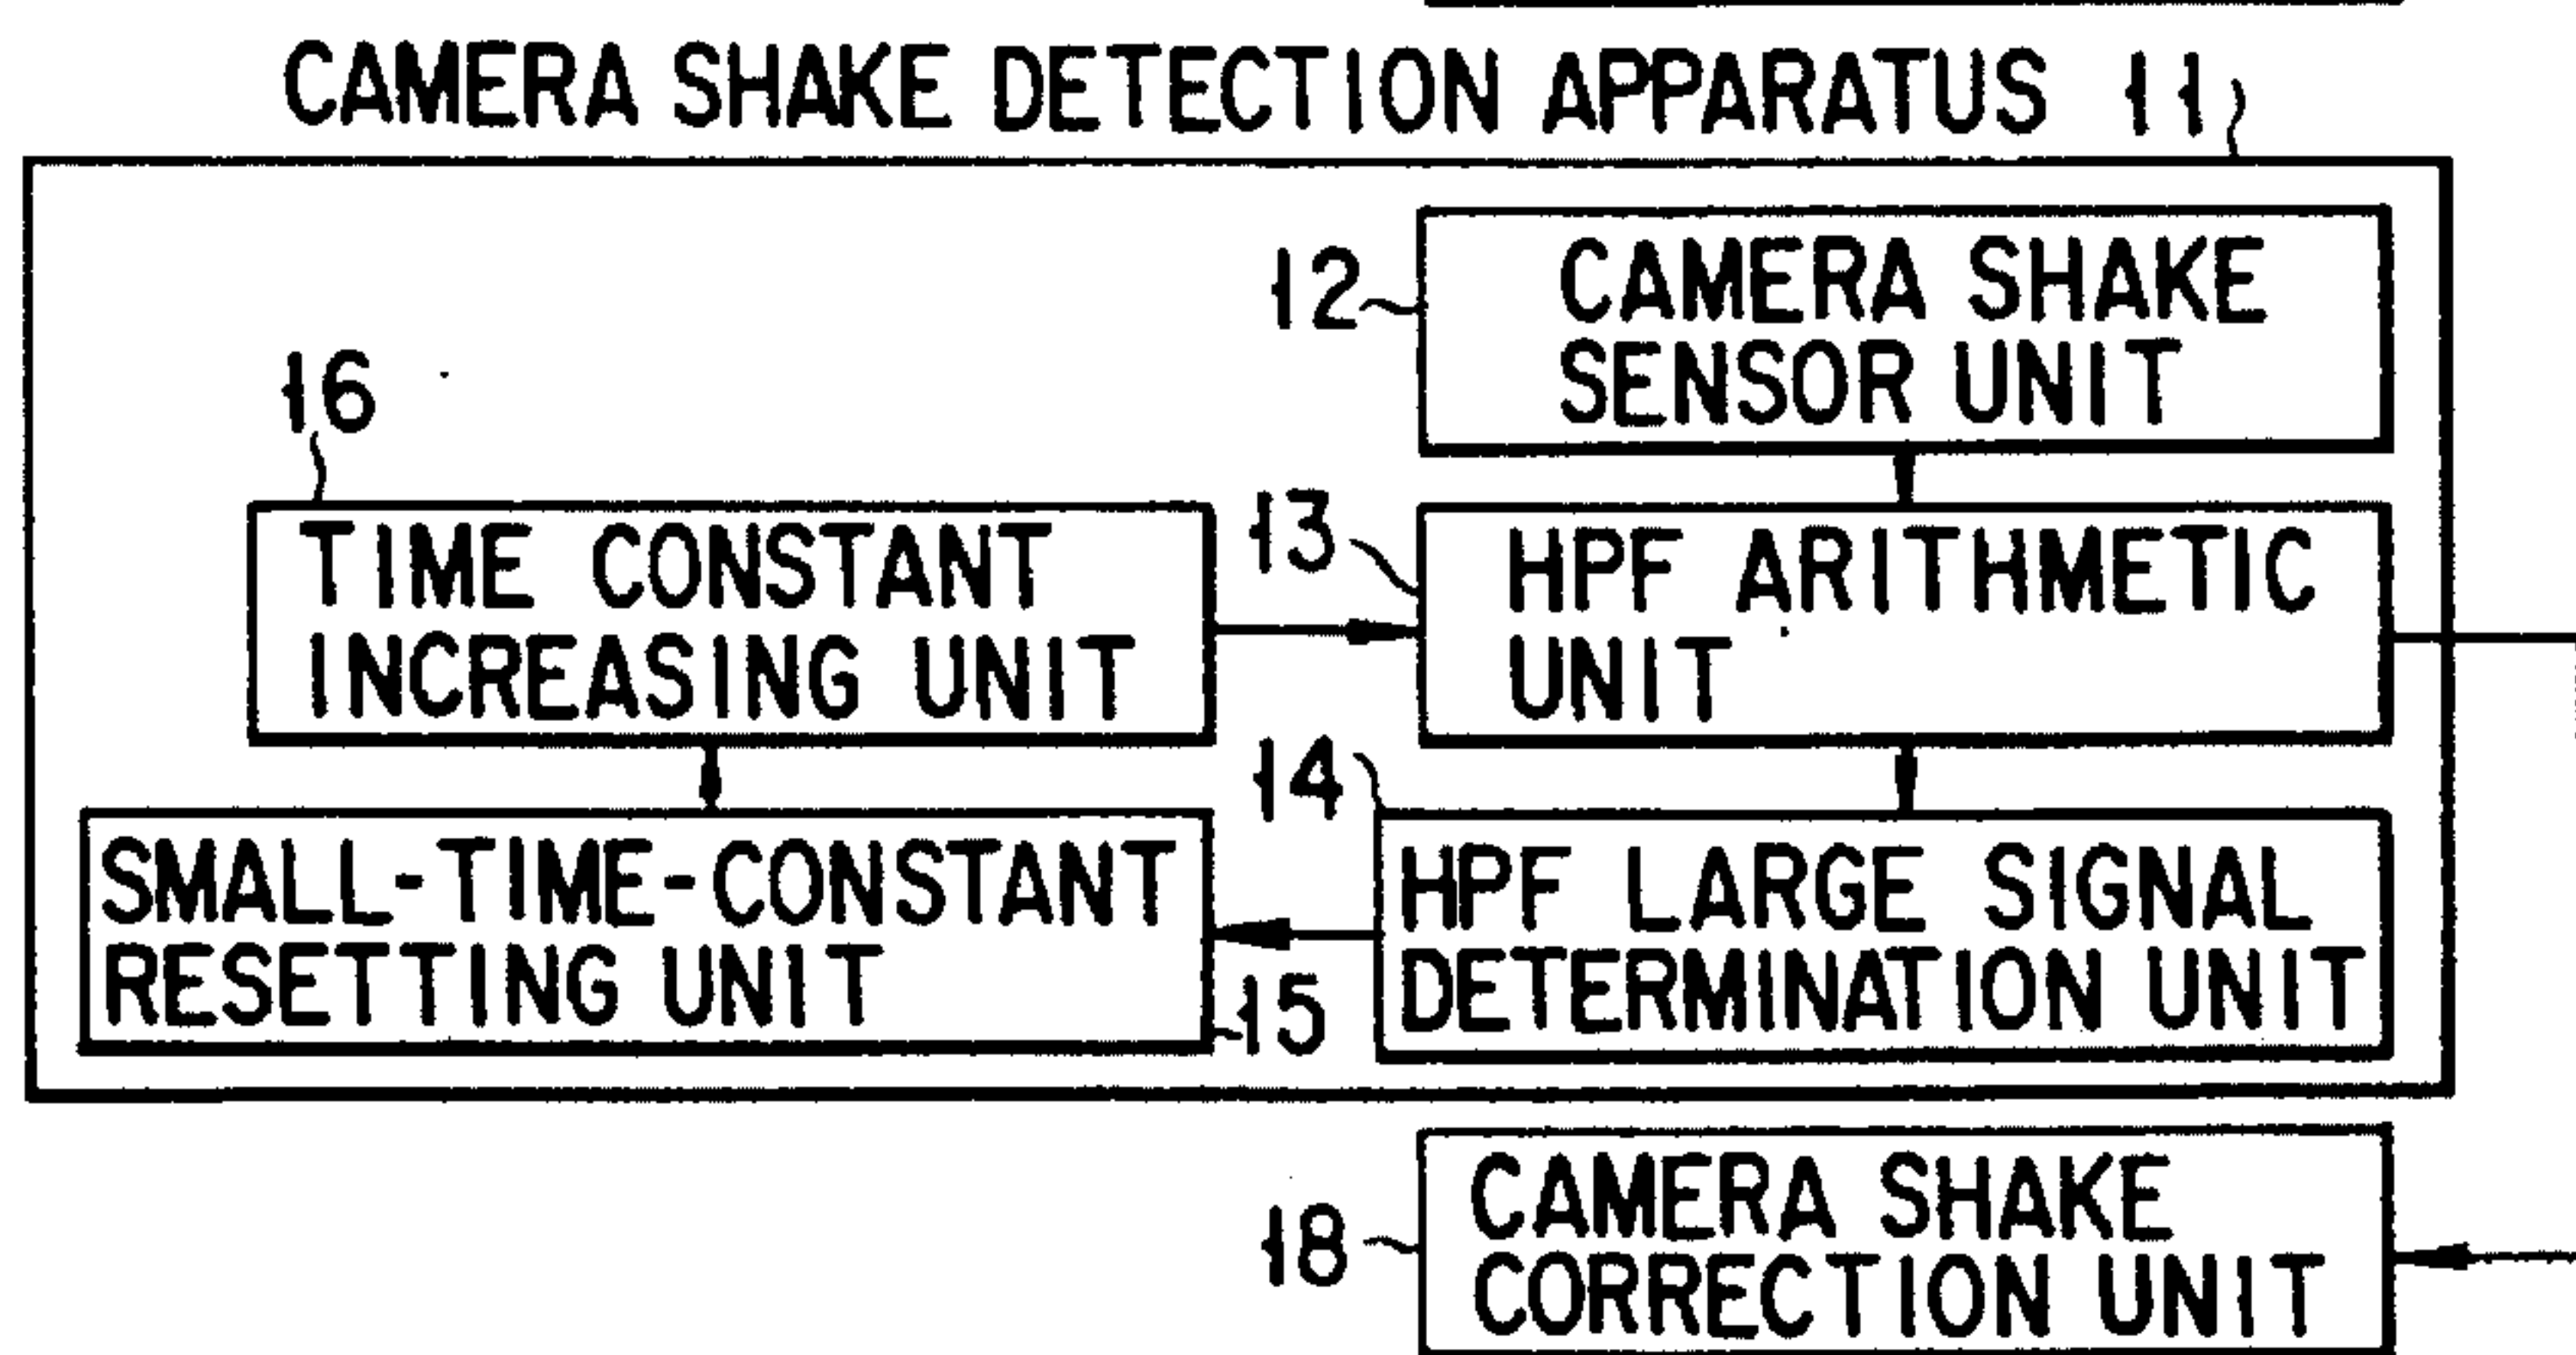 CAMERA SHAKE DETECTION APPARATUS 11
12
CAMERA SHAKE
SENSOR UNIT
16
TIME CONSTANT
INCREASING UNIT
13
HPF ARITHMETIC
UNIT
14
SMALL-TIME-CONSTANT
RESETTING UNIT
15
HPF LARGE SIGNAL
DETERMINATION UNIT
18
CAMERA SHAKE
CORRECTION UNIT